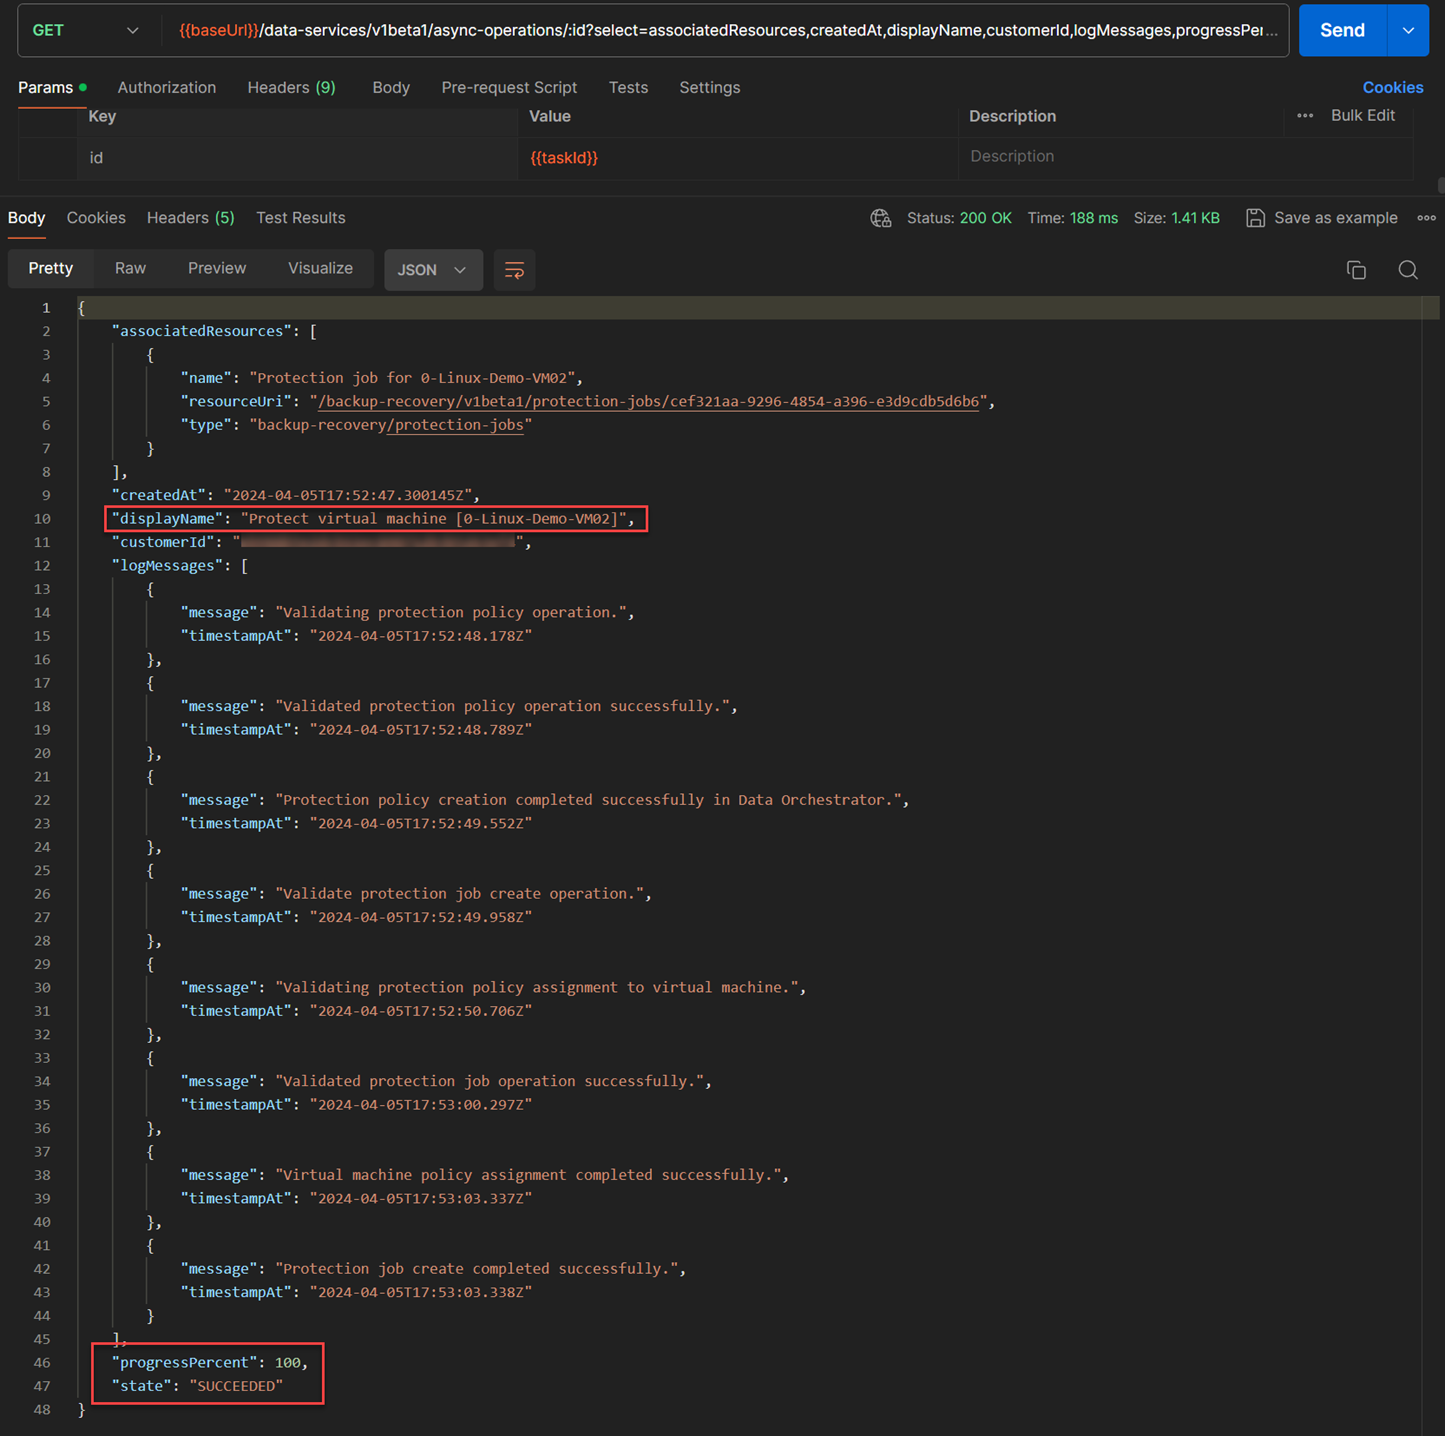 GET {{baseUrl}}/data-services/v1beta1/async-operations/:id?select=associatedResources,createdAt,displayName,customerId,logMessages,progressPer... Send
Params Authorization Headers (9) Body Pre-request Script Tests Settings Cookies
Key Value Description Bulk Edit
id {{taskId}} Description
Body Cookies Headers (5) Test Results Status: 200 OK Time: 188 ms Size: 1.41 KB Save as example
Pretty Raw Preview Visualize JSON
1 {
2 "associatedResources": [
3 {
4 "name": "Protection job for 0-Linux-Demo-VM02",
5 "resourceUri": "/backup-recovery/v1beta1/protection-jobs/cef321aa-9296-4854-a396-e3d9cdb5d6b6",
6 "type": "backup-recovery/protection-jobs"
7 }
8 ],
9 "createdAt": "2024-04-05T17:52:47.300145Z",
10 "displayName": "Protect virtual machine [0-Linux-Demo-VM02]",
11 "customerId": "",
12 "logMessages": [
13 {
14 "message": "Validating protection policy operation.",
15 "timestampAt": "2024-04-05T17:52:48.178Z"
16 },
17 {
18 "message": "Validated protection policy operation successfully.",
19 "timestampAt": "2024-04-05T17:52:48.789Z"
20 },
21 {
22 "message": "Protection policy creation completed successfully in Data Orchestrator.",
23 "timestampAt": "2024-04-05T17:52:49.552Z"
24 },
25 {
26 "message": "Validate protection job create operation.",
27 "timestampAt": "2024-04-05T17:52:49.958Z"
28 },
29 {
30 "message": "Validating protection policy assignment to virtual machine.",
31 "timestampAt": "2024-04-05T17:52:50.706Z"
32 },
33 {
34 "message": "Validated protection job operation successfully.",
35 "timestampAt": "2024-04-05T17:53:00.297Z"
36 },
37 {
38 "message": "Virtual machine policy assignment completed successfully.",
39 "timestampAt": "2024-04-05T17:53:03.337Z"
40 },
41 {
42 "message": "Protection job create completed successfully.",
43 "timestampAt": "2024-04-05T17:53:03.338Z"
44 }
45 ],
46 "progressPercent": 100,
47 "state": "SUCCEEDED"
48 }